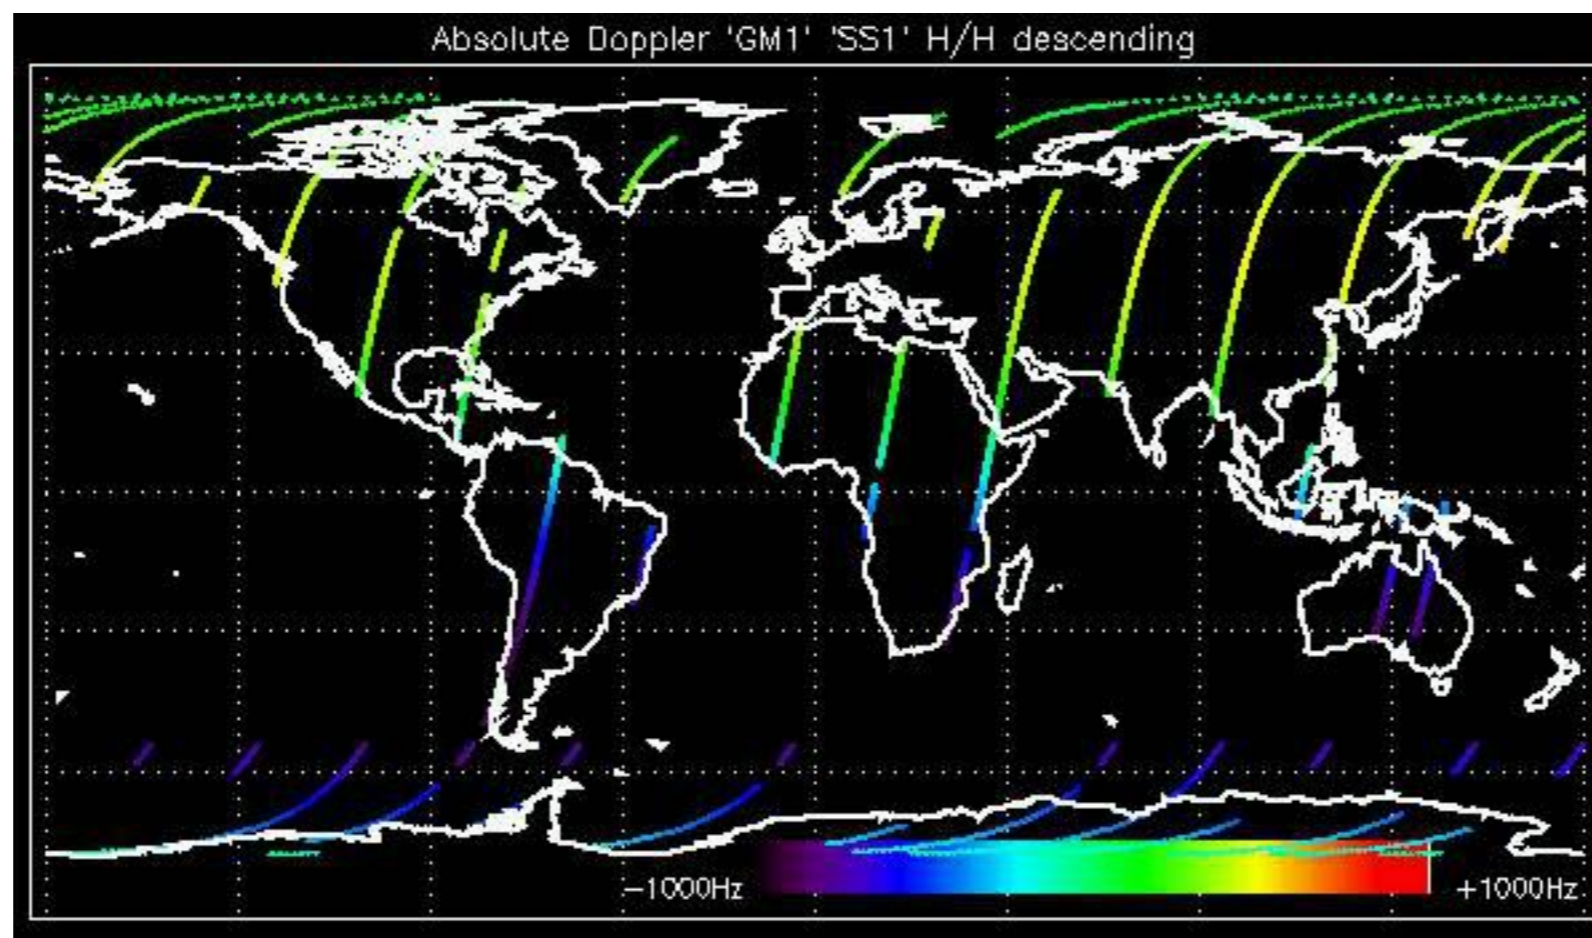 Absolute Doppler 'GM1' 'SS1' H/H descending
−1000Hz
+1000Hz